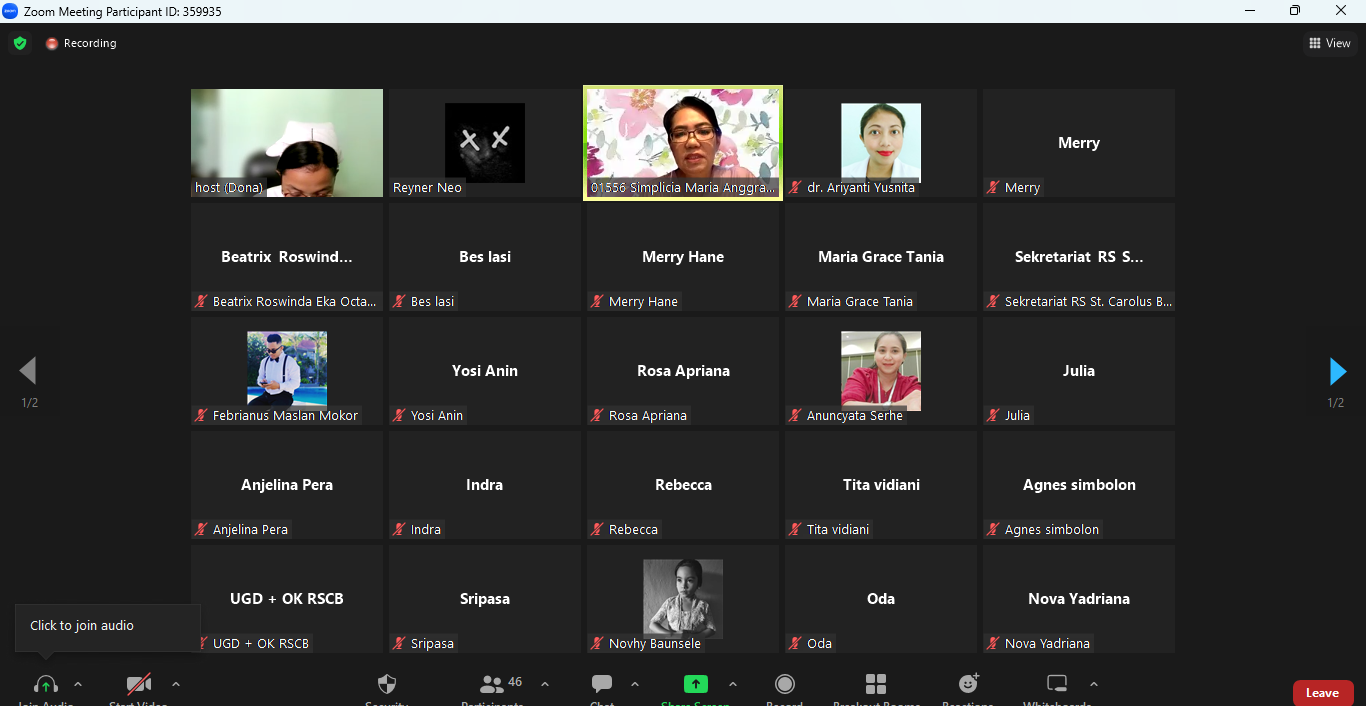 zoom Zoom Meeting Participant ID: 359935
Recording
View
host (Dona)
Reyner Neo
01556 Simplicia Maria Anggra...
dr. Ariyanti Yusnita
Merry
Merry
Beatrix Roswind...
Bes lasi
Merry Hane
Maria Grace Tania
Sekretariat RS S...
Beatrix Roswinda Eka Octa...
Bes lasi
Merry Hane
Maria Grace Tania
Sekretariat RS St. Carolus B...
Yosi Anin
Rosa Apriana
Julia
1/2
1/2
Febrianus Maslan Mokor
Yosi Anin
Rosa Apriana
Anuncyata Serhe
Julia
Anjelina Pera
Indra
Rebecca
Tita vidiani
Agnes simbolon
Anjelina Pera
Indra
Rebecca
Tita vidiani
Agnes simbolon
UGD + OK RSCB
Sripasa
Oda
Nova Yadriana
Click to join audio
UGD + OK RSCB
Sripasa
Novhy Baunsele
Oda
Nova Yadriana
46
Leave
Join Audio
Start Video
Security
Participants
Chat
Share Screen
Record
Breakout Rooms
Reactions
Whiteboards